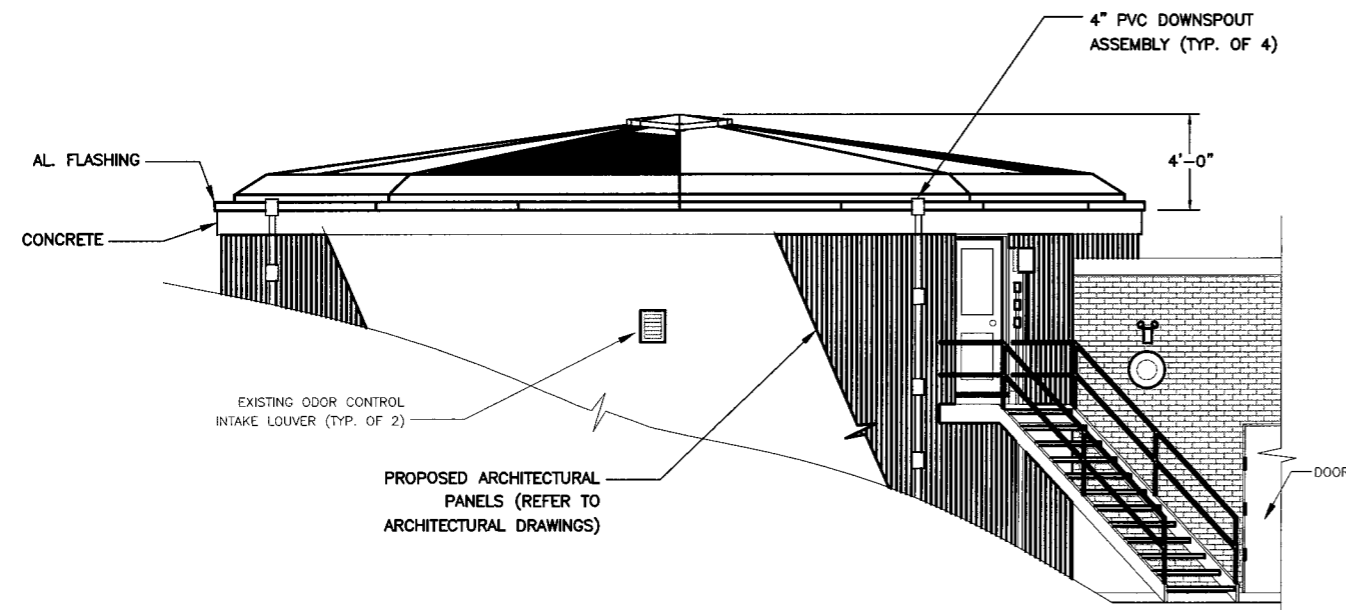 4" PVC DOWNSPOUT
ASSEMBLY (TYP. OF 4)
AL. FLASHING
4'-0"
CONCRETE
EXISTING ODOR CONTROL
INTAKE LOUVER (TYP. OF 2)
PROPOSED ARCHITECTURAL
PANELS (REFER TO
ARCHITECTURAL DRAWINGS)
DOOR